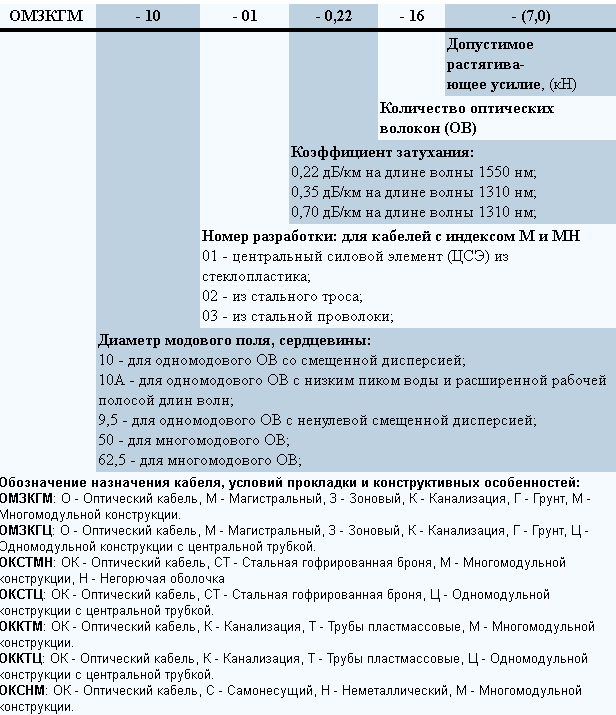 ОМЗКГМ - 10 - 01 - 0,22 - 16 - (7,0)
Допустимое
растягива-
ющее усилие, (кН)
Количество оптических
волокон (ОВ)
Коэффициент затухания:
0,22 дБ/км на длине волны 1550 нм;
0,35 дБ/км на длине волны 1310 нм;
0,70 дБ/км на длине волны 1310 нм;
Номер разработки: для кабелей с индексом М и МН
01 - центральный силовой элемент (ЦСЭ) из
стеклопластика;
02 - из стального троса;
03 - из стальной проволоки;
Диаметр модового поля, сердцевины:
10 - для одномодового ОВ со смещенной дисперсией;
10А - для одномодового ОВ с низким пиком воды и расширенной рабочей
полосой длин волн;
9,5 - для одномодового ОВ с ненулевой смещенной дисперсией;
50 - для многомодового ОВ;
62,5 - для многомодового ОВ;
Обозначение назначения кабеля, условий прокладки и конструктивных особенностей:
ОМЗКГМ: О - Оптический кабель, М - Магистральный, З - Зоновый, К - Канализация, Г - Грунт, М -
Многомодульной конструкции.
ОМЗКГЦ: О - Оптический кабель, М - Магистральный, З - Зоновый, К - Канализация, Г - Грунт, Ц -
Одномодульной конструкции с центральной трубкой.
ОКСТМН: ОК - Оптический кабель, СТ - Стальная гофрированная броня, М - Многомодульной
конструкции, Н - Негорючая оболочка
ОКСТЦ: ОК - Оптический кабель, СТ - Стальная гофрированная броня, Ц - Одномодульной
конструкции с центральной трубкой.
ОККТМ: ОК - Оптический кабель, К - Канализация, Т - Трубы пластмассовые, М - Многомодульной
конструкции.
ОККТЦ: ОК - Оптический кабель, К - Канализация, Т - Трубы пластмассовые, Ц - Одномодульной
конструкции с центральной трубкой.
ОКСНМ: ОК - Оптический кабель, С - Самонесущий, Н - Неметаллический, М - Многомодульной
конструкции.